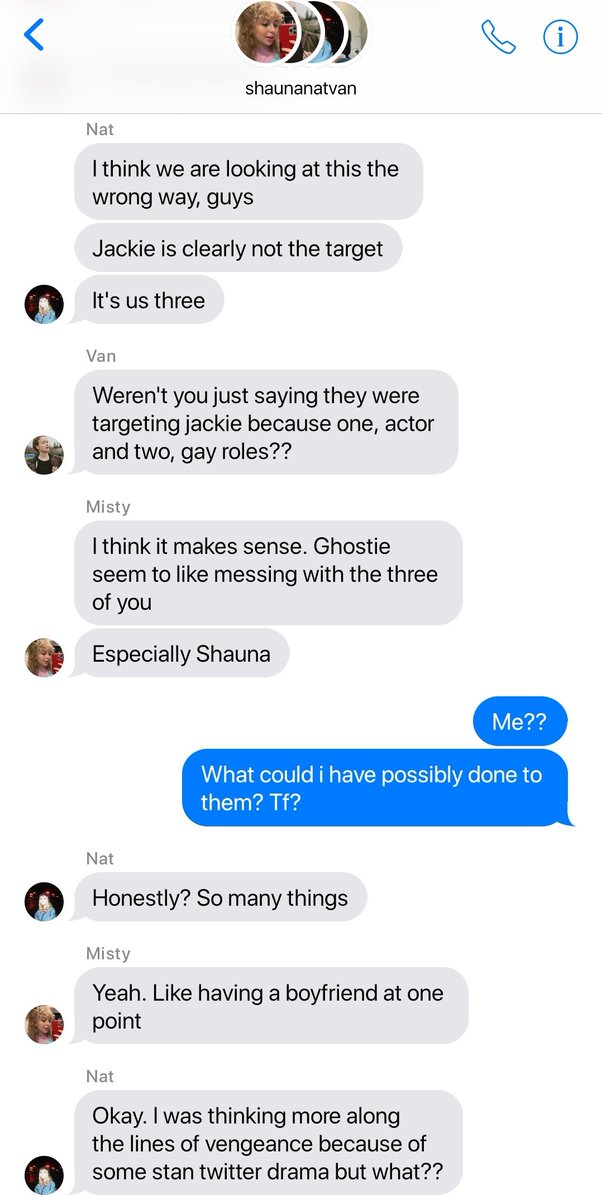 shaunanatvan
Nat
I think we are looking at this the
wrong way, guys
Jackie is clearly not the target
It's us three
Van
Weren't you just saying they were
targeting jackie because one, actor
and two, gay roles??
Misty
I think it makes sense. Ghostie
seem to like messing with the three
of you
Especially Shauna
Me??
What could i have possibly done to
them? Tf?
Nat
Honestly? So many things
Misty
Yeah. Like having a boyfriend at one
point
Nat
Okay. I was thinking more along
the lines of vengeance because of
some stan twitter drama but what??